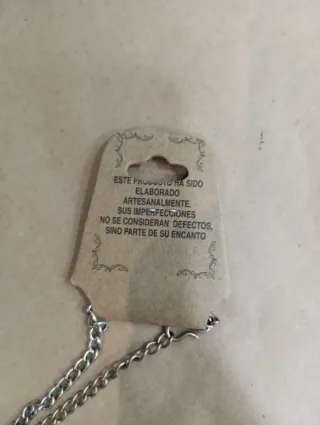 ESTE PRODUCTO HA SIDO
ELABORADO
ARTESANALMENTE.
SUS IMPERFECCIONES
NO SE CONSIDERAN DEFECTOS,
SINO PARTE DE SU ENCANTO